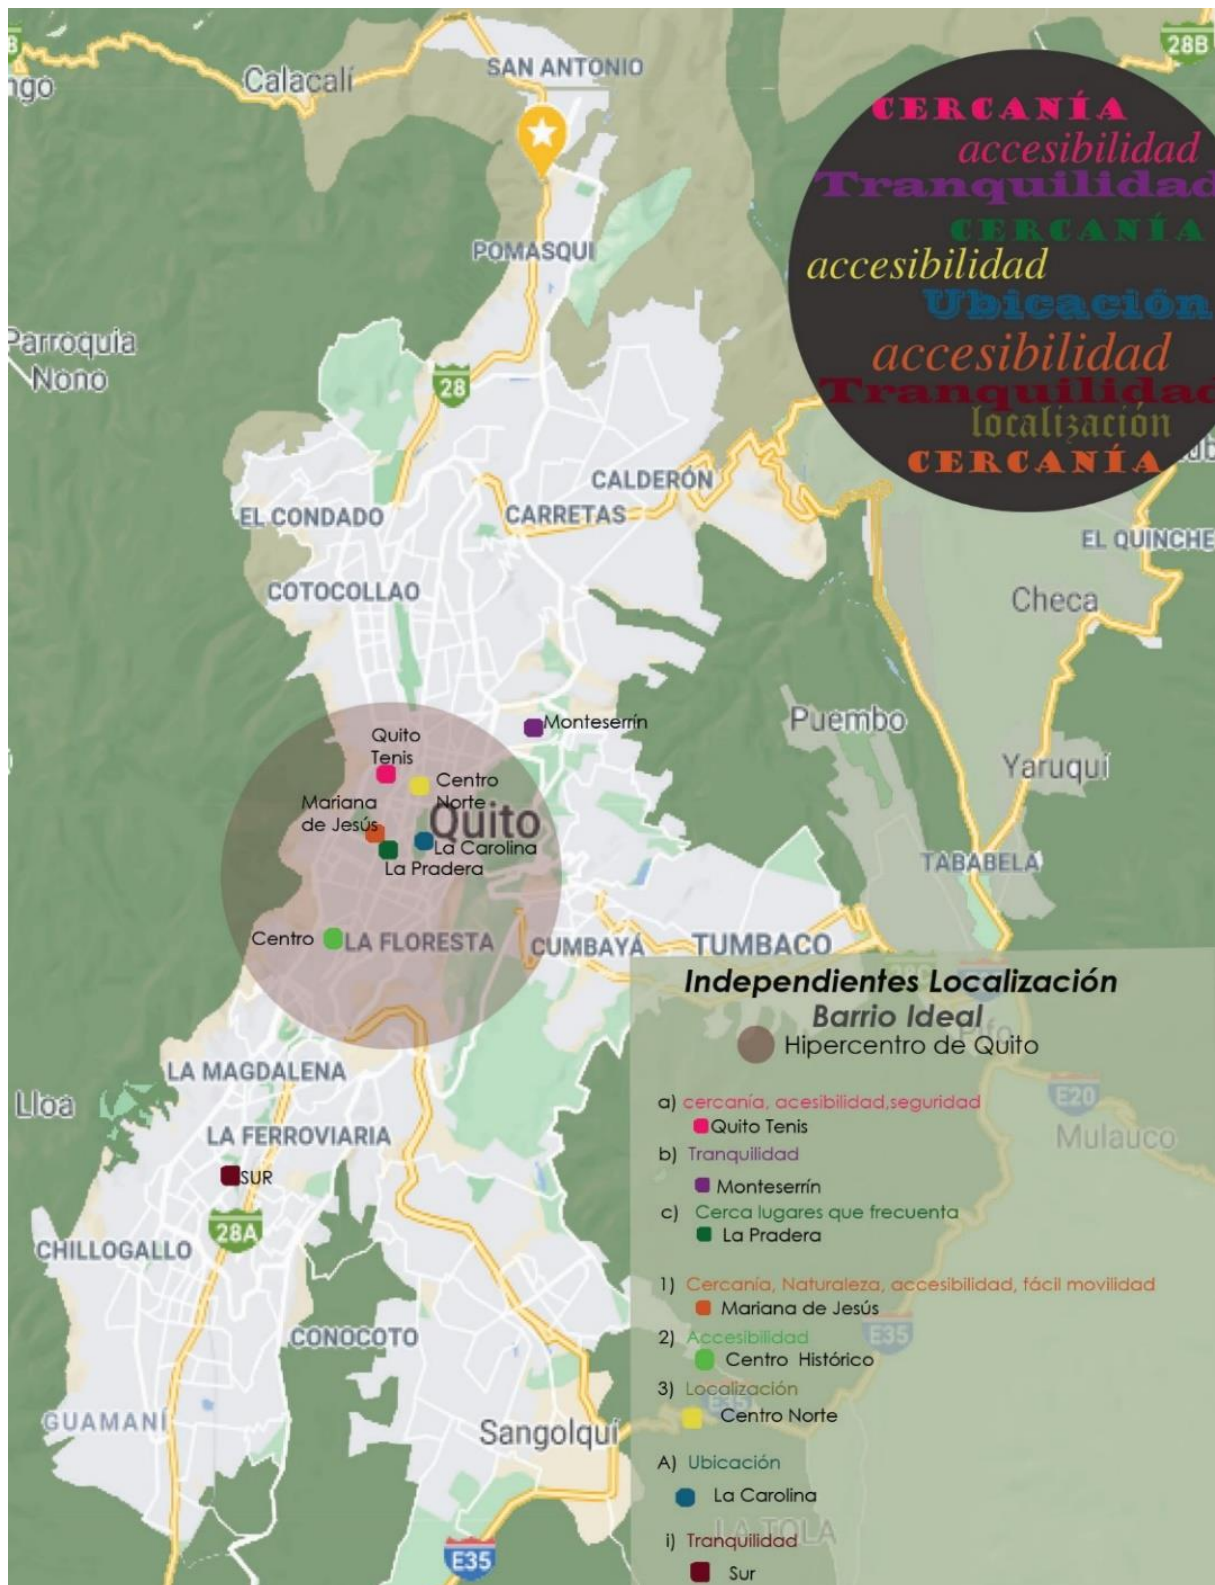 28B
Calacalí
SAN ANTONIO
CERCANÍA
accesibilidad
Tranquilidad
CERCANÍA
accesibilidad
Ubicación
accesibilidad
Tranquilidad
localización
CERCANÍA
POMASQUI
Parroquia
Nono
28
CALDERÓN
EL CONDADO
CARRETAS
EL QUINCHE
COTOCOLLAO
Checa
Monteserrín
Puembo
Quito
Tenis
Yaruquí
Centro
Norte
Mariana
de Jesús
Quito
La Carolina
La Pradera
TABABELA
Centro
LA FLORESTA
CUMBAYÁ
TUMBACO
28C
Independientes Localización
Barrio Ideal
Pifo
Hipercentro de Quito
LA MAGDALENA
Lloa
E20
LA FERROVIARIA
Mulauco
SUR
28A
CHILLOGALLO
CONOCOTO
E35
GUAMANÍ
Sangolquí
E35
a) cercanía, acesibilidad,seguridad
Quito Tenis
b) Tranquilidad
Monteserrín
c) Cerca lugares que frecuenta
La Pradera
1) Cercanía, Naturaleza, accesibilidad, fácil movilidad
Mariana de Jesús
2) Accesibilidad
Centro Histórico
3) Localización
Centro Norte
A) Ubicación
La Carolina
LA TOLA
i) Tranquilidad
Sur
E35